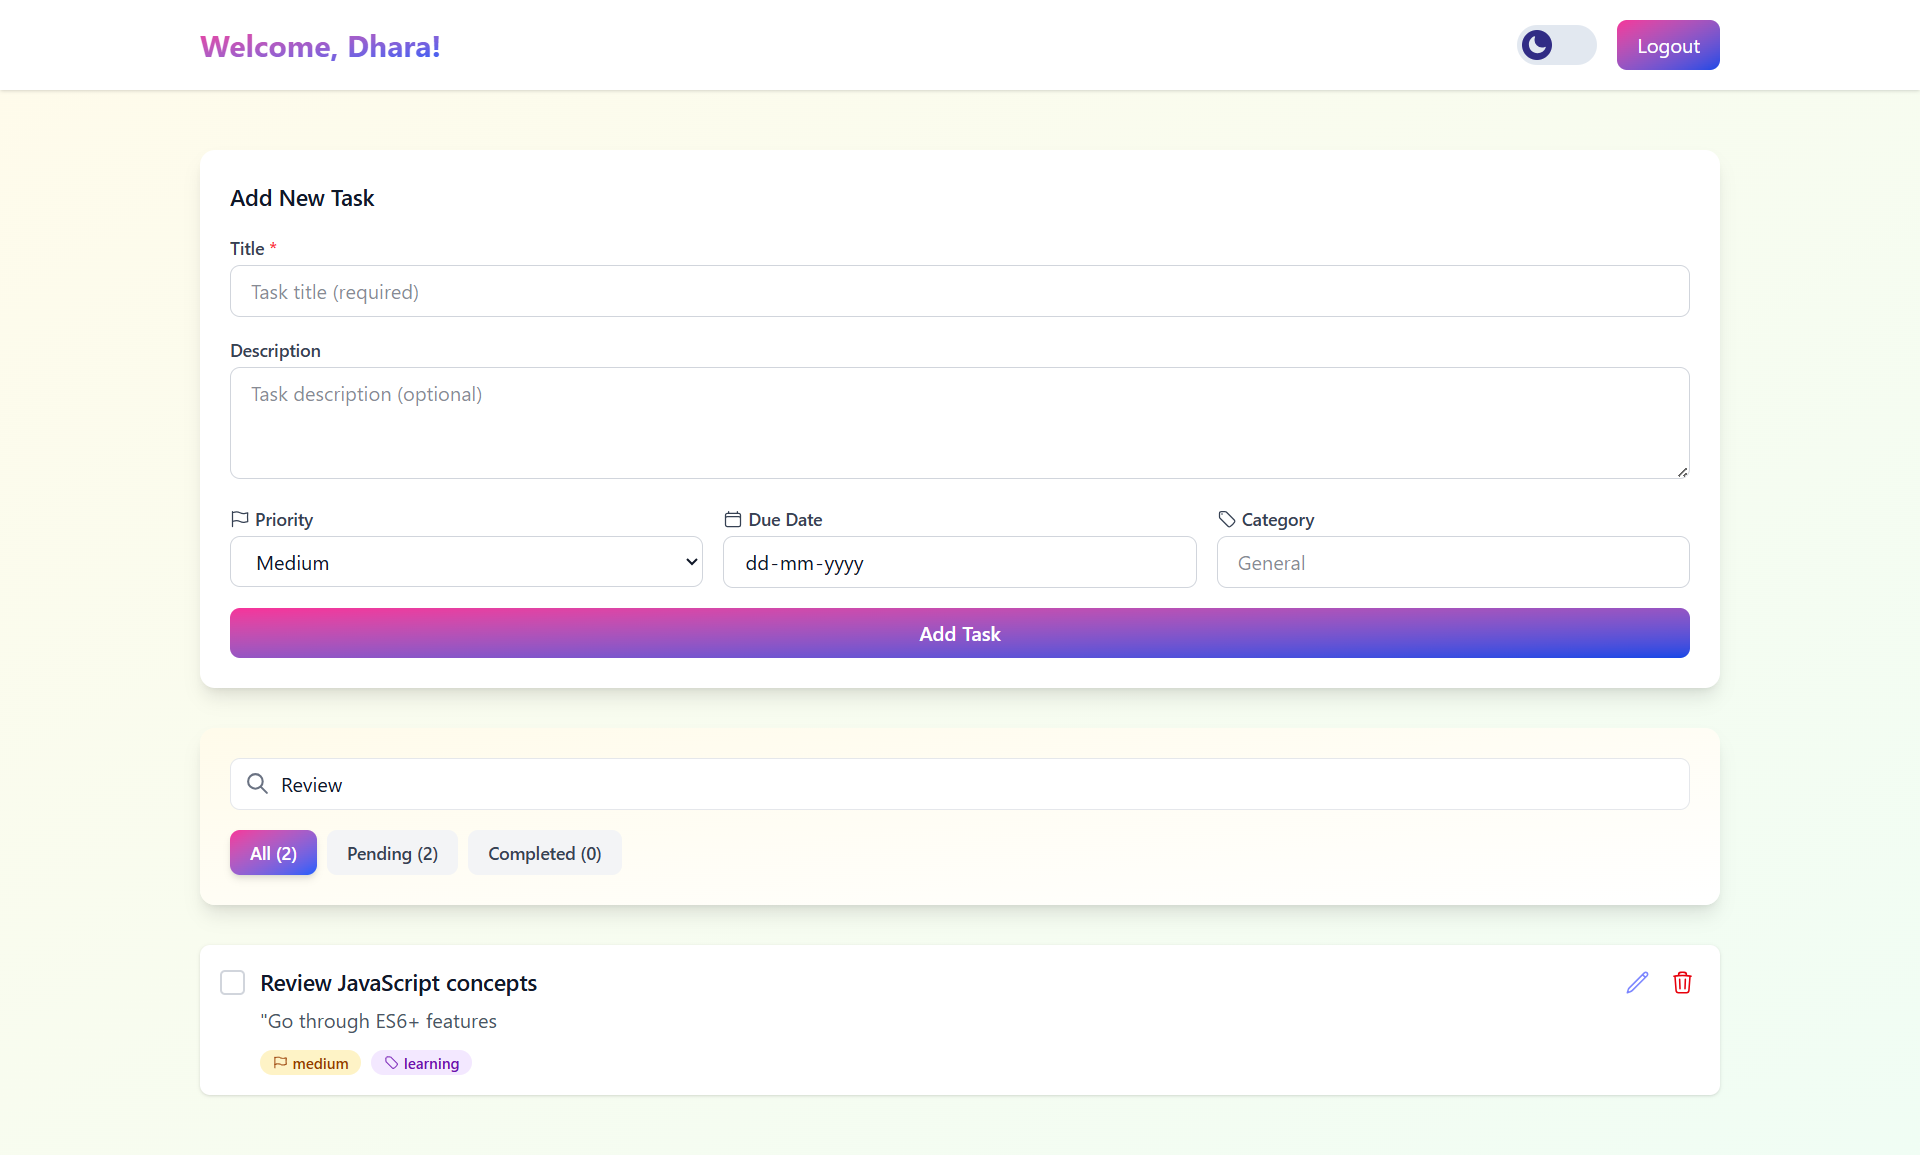 Welcome, Dhara!
Logout
Add New Task
Title *
Task title (required)
Description
Task description (optional)
Priority
Due Date
Category
Medium
dd-mm-yyyy
General
Add Task
Review
All (2)
Pending (2)
Completed (0)
Review JavaScript concepts
"Go through ES6+ features
medium
learning